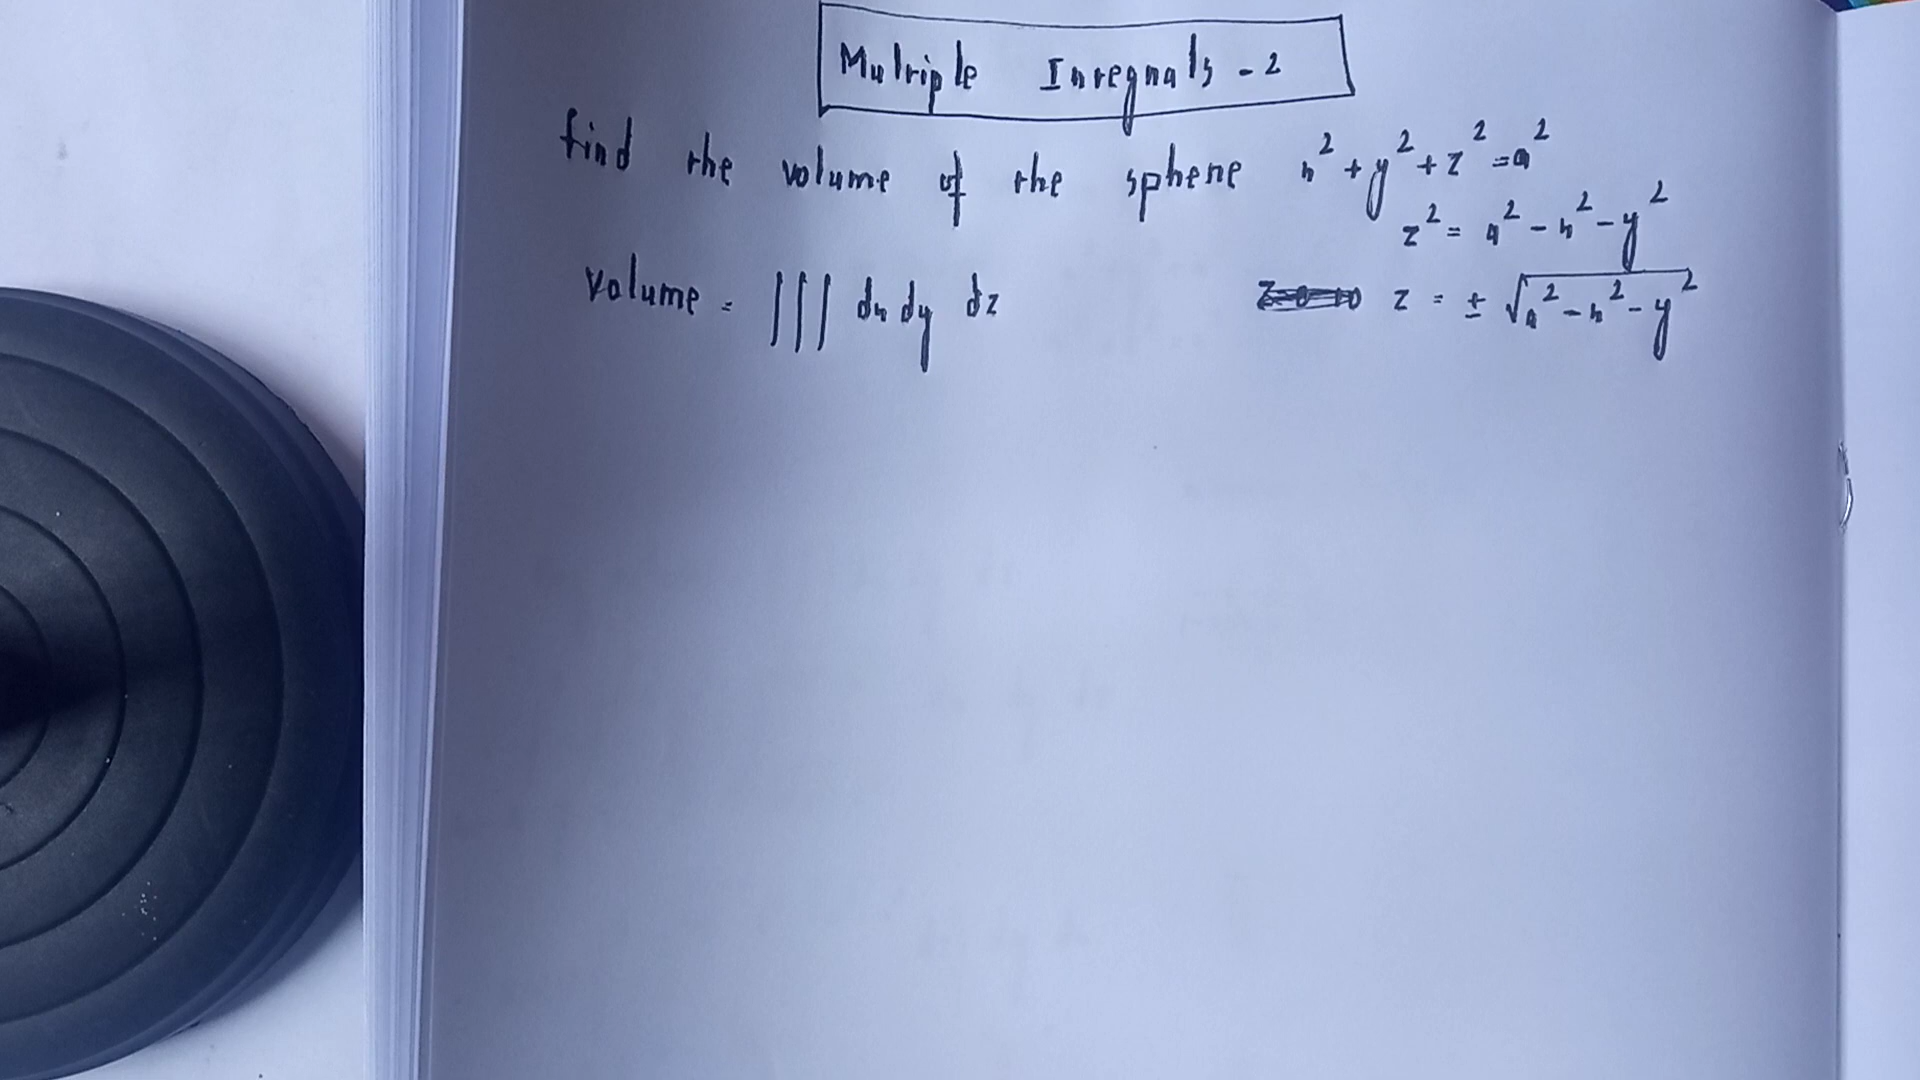 Multiple Integrals - 2
find the volume of the sphere x² + y² + z² = a²
z² = a² - x² - y²
volume = ∫∫∫ dx dy dz z = ± √a² - x² - y²